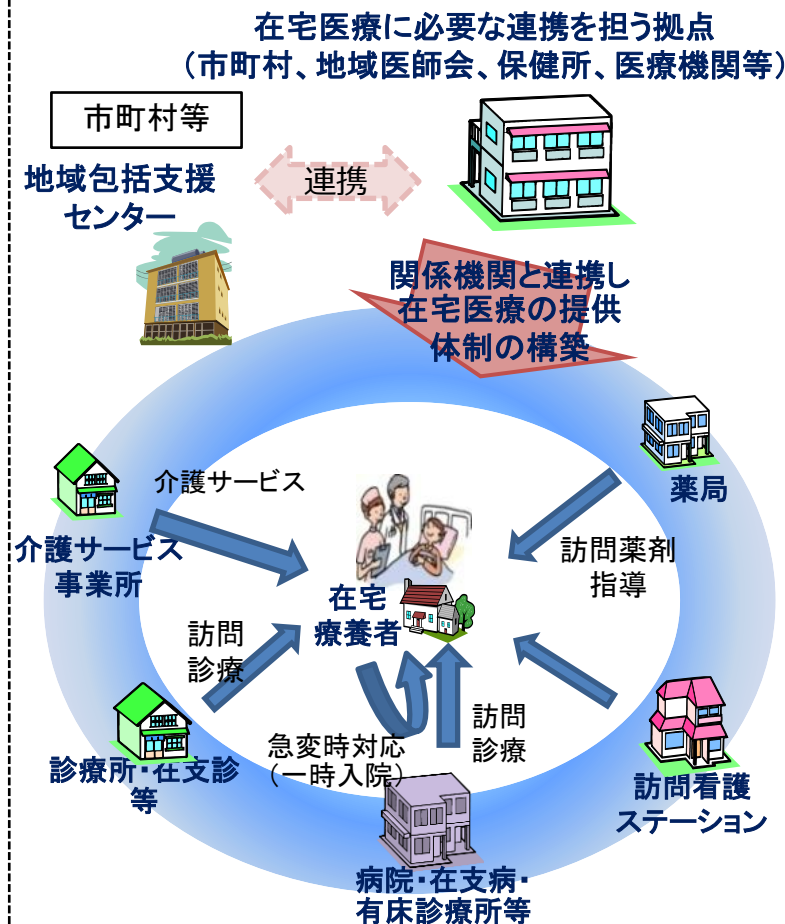 在宅医療に必要な連携を担う拠点
（市町村、地域医師会、保健所、医療機関等）
市町村等
地域包括支援
センター
連携
関係機関と連携し
在宅医療の提供
体制の構築
薬局
介護サービス
介護サービス
事業所
訪問薬剤
指導
在宅
療養者
訪問
診療
訪問
診療
急変時対応
（一時入院）
診療所・在支診
等
訪問看護
ステーション
病院・在支病・
有床診療所等